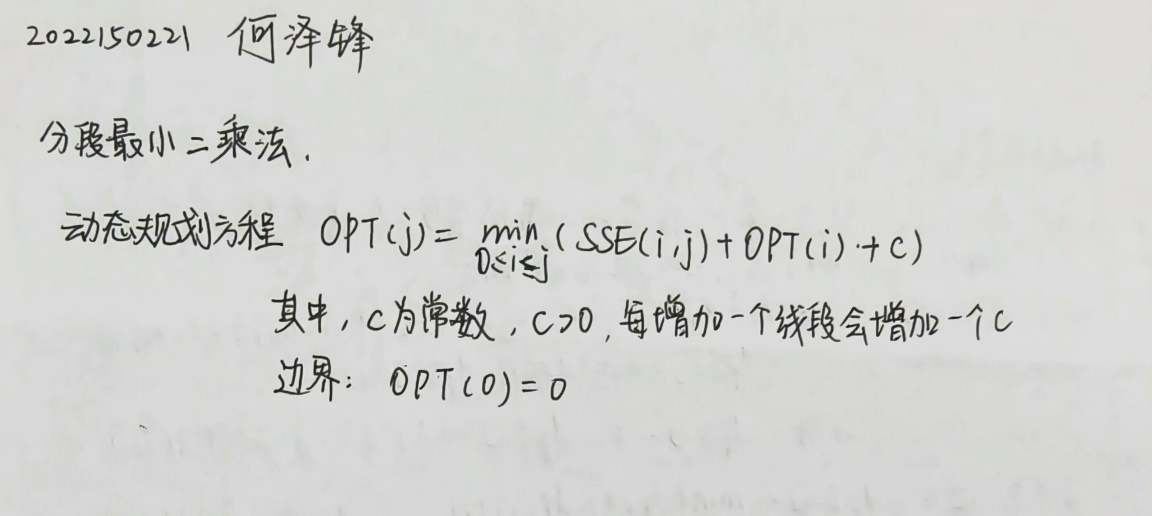 2022150221 何泽锋
分段最小二乘法.
动态规划方程 OPT(j) = min (SSE(i,j) + OPT(i) + c)
0≤i≤j
其中, c为常数, c>0, 每增加一个线段会增加一个c
边界: OPT(0) = 0